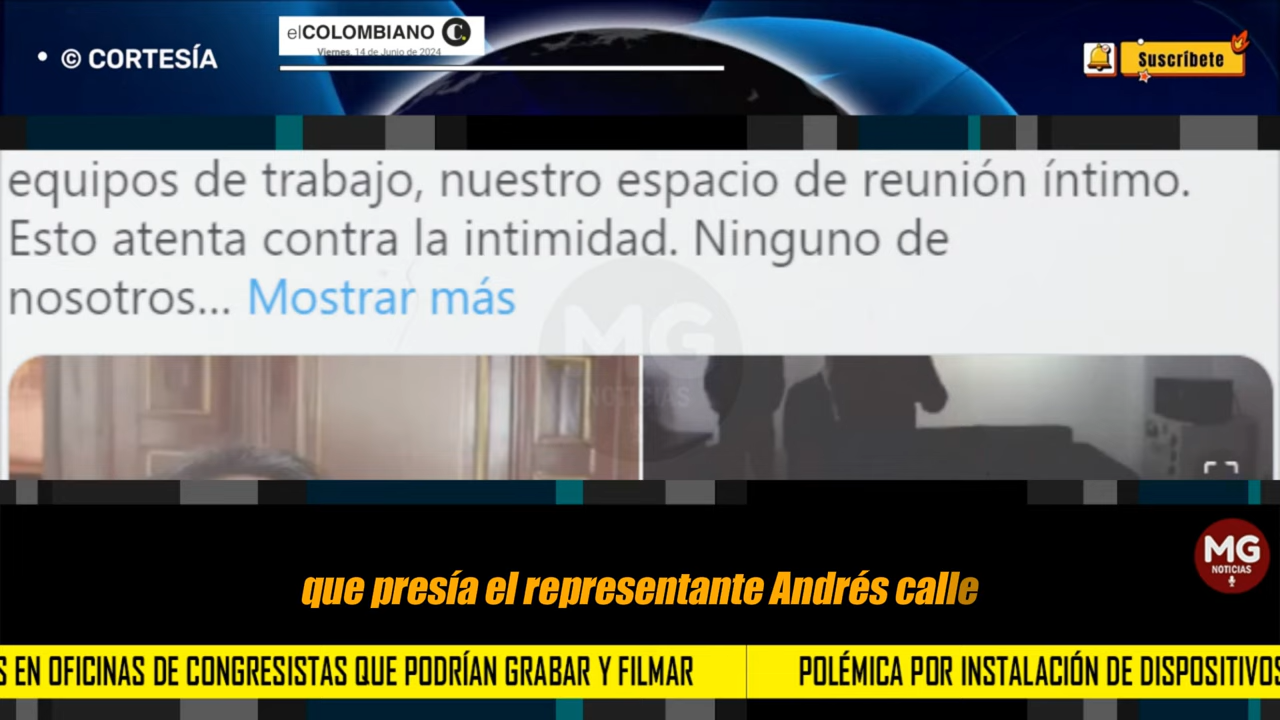 • © CORTESÍA
elCOLOMBIANO C
Viernes, 14 de Junio de 2024
Suscríbete
equipos de trabajo, nuestro espacio de reunión íntimo.
Esto atenta contra la intimidad. Ninguno de
nosotros... Mostrar más
MG
NOTICIAS
que presía el representante Andrés calle
MG
NOTICIAS
S EN OFICINAS DE CONGRESISTAS QUE PODRÍAN GRABAR Y FILMAR
POLÉMICA POR INSTALACIÓN DE DISPOSITIVOS